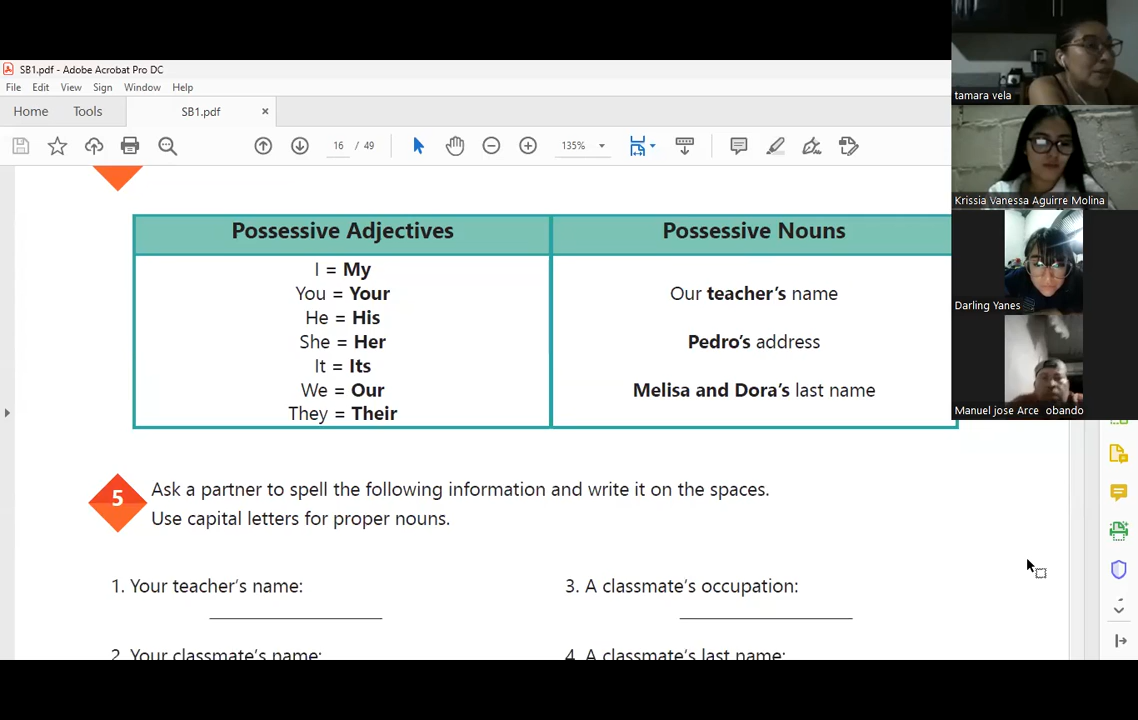 SB1.pdf - Adobe Acrobat Pro DC
File Edit View Sign Window Help
Home Tools SB1.pdf ×
16 / 49 135%
Possessive Adjectives
I = My
You = Your
He = His
She = Her
It = Its
We = Our
They = Their
Possessive Nouns
Our teacher's name
Pedro's address
Melisa and Dora's last name
5 Ask a partner to spell the following information and write it on the spaces.
Use capital letters for proper nouns.
1. Your teacher's name:
3. A classmate's occupation:
2. Your classmate's name:
4. A classmate's last name:
tamara vela
Krissia Vanessa Aguirre Molina
Darling Yanes
Manuel jose Arce obando